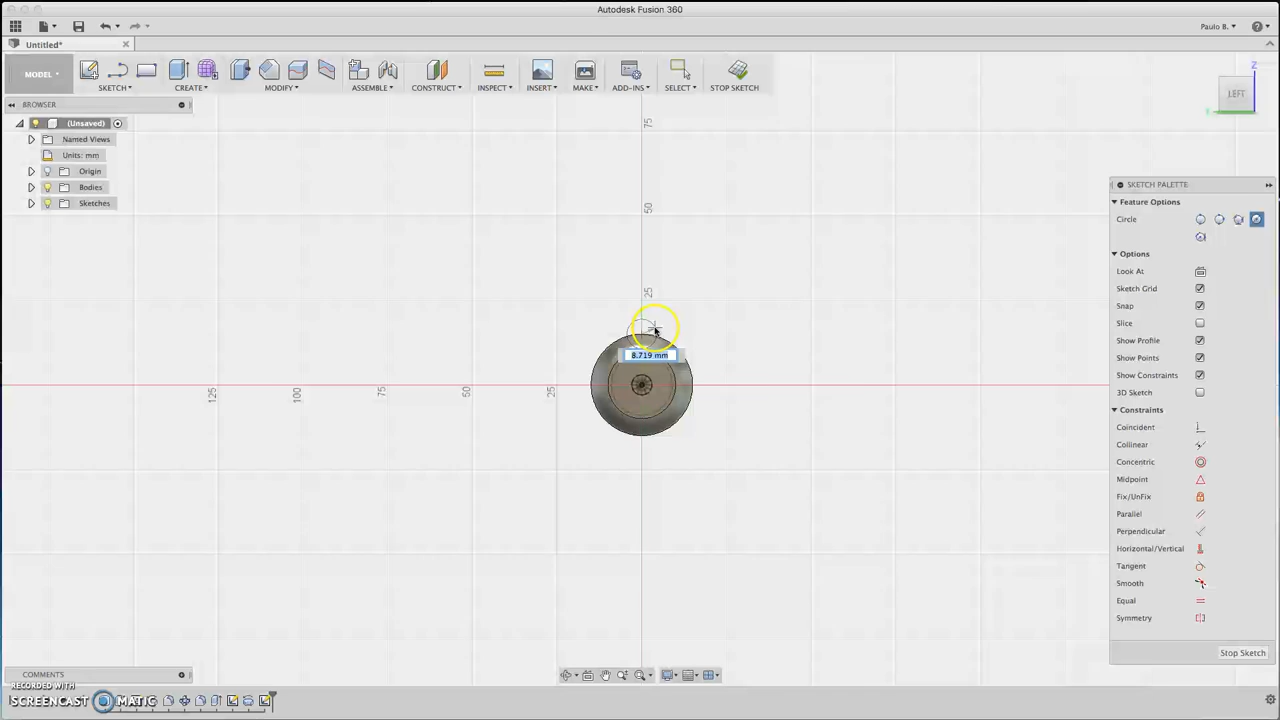 Autodesk Fusion 360
Paulo B.
Untitled*
MODEL
SKETCH
CREATE
MODIFY
ASSEMBLE
CONSTRUCT
INSPECT
INSERT
MAKE
ADD-INS
SELECT
STOP SKETCH
Z
LEFT
BROWSER
(Unsaved)
Named Views
Units: mm
Origin
Bodies
Sketches
75
50
25
125
100
75
50
25
8.719 mm
SKETCH PALETTE
Feature Options
Circle
Options
Look At
Sketch Grid
Snap
Slice
Show Profile
Show Points
Show Constraints
3D Sketch
Constraints
Coincident
Collinear
Concentric
Midpoint
Fix/UnFix
Parallel
Perpendicular
Horizontal/Vertical
Tangent
Smooth
Equal
Symmetry
Stop Sketch
COMMENTS
RECORDED WITH
SCREENCAST MATIC